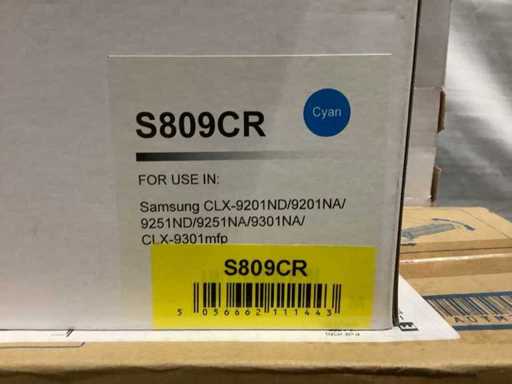 Cyan
S809CR
FOR USE IN:
Samsung CLX-9201ND/9201NA/
9251ND/9251NA/9301NA/
CLX-9301mfp
S809CR
5 056662 111443